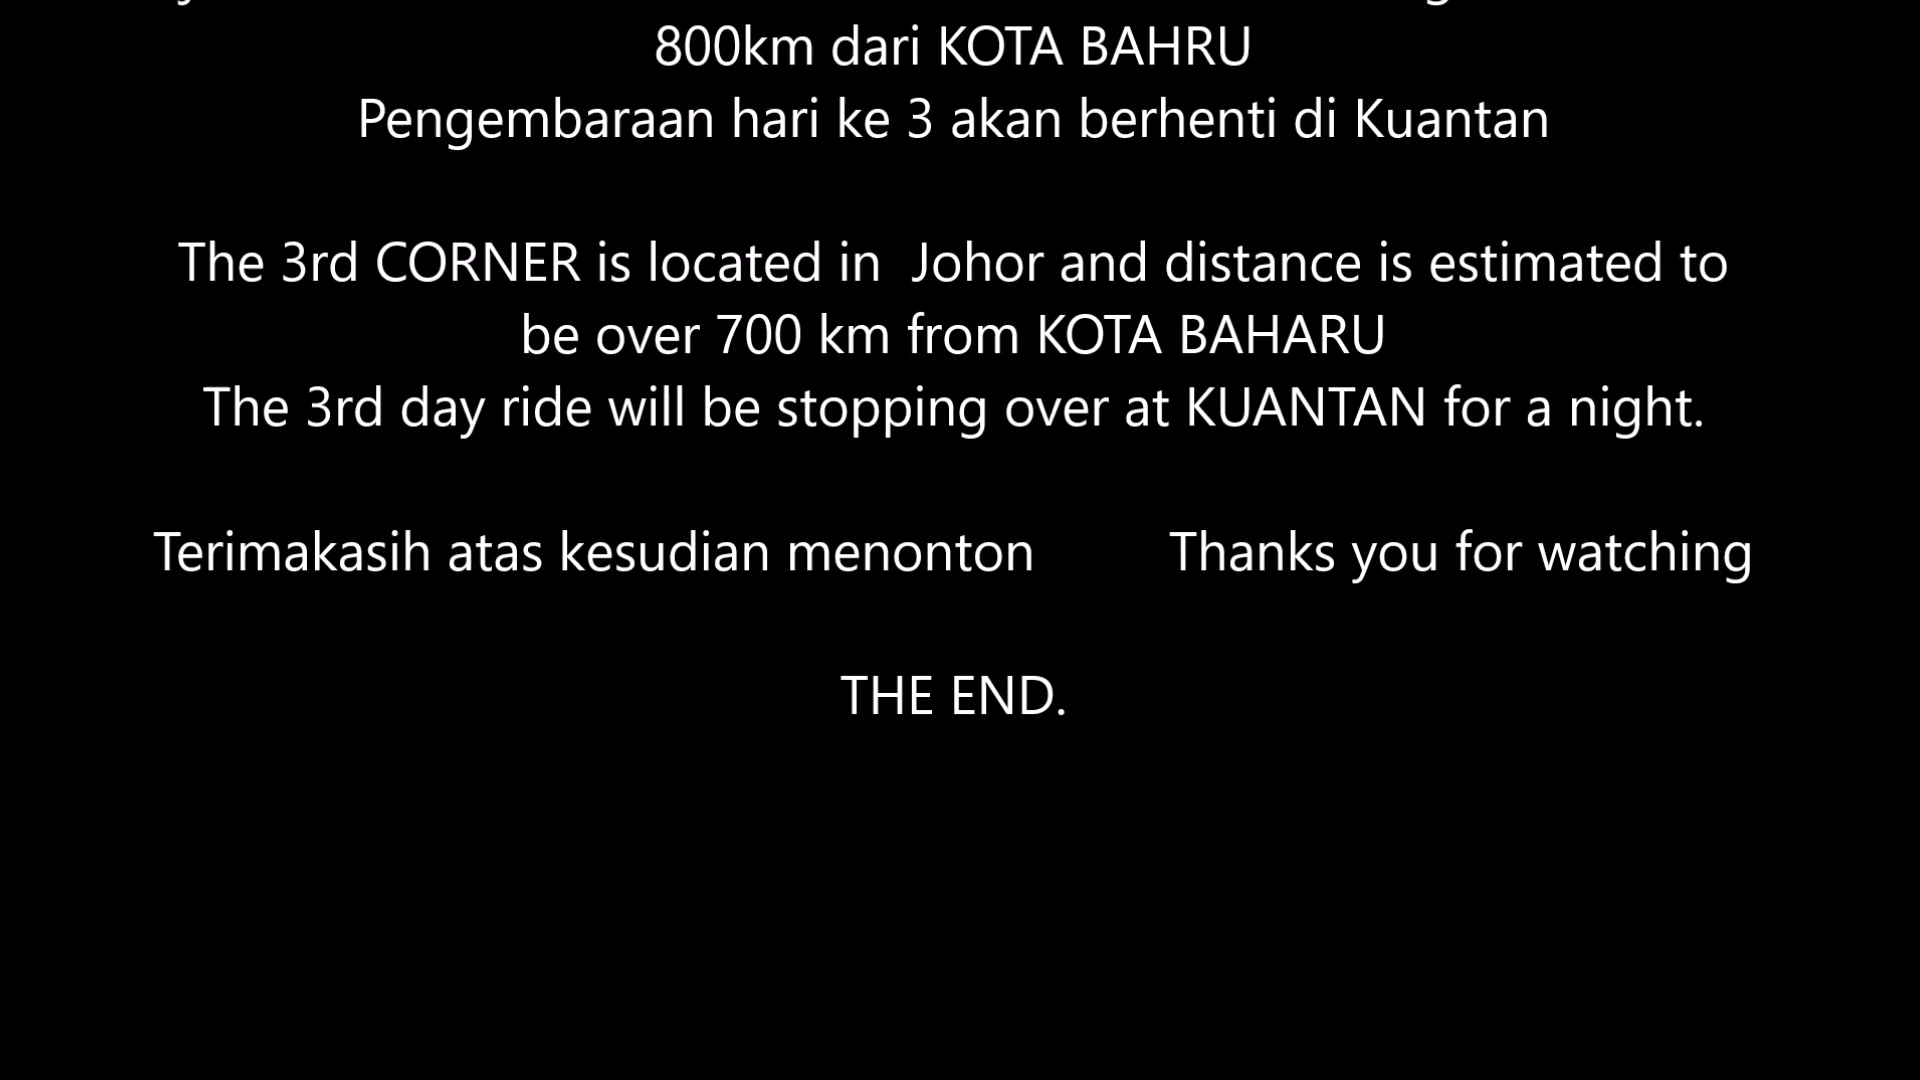 800km dari KOTA BAHRU
Pengembaraan hari ke 3 akan berhenti di Kuantan
The 3rd CORNER is located in  Johor and distance is estimated to
be over 700 km from KOTA BAHARU
The 3rd day ride will be stopping over at KUANTAN for a night.
Terimakasih atas kesudian menonton          Thanks you for watching
THE END.